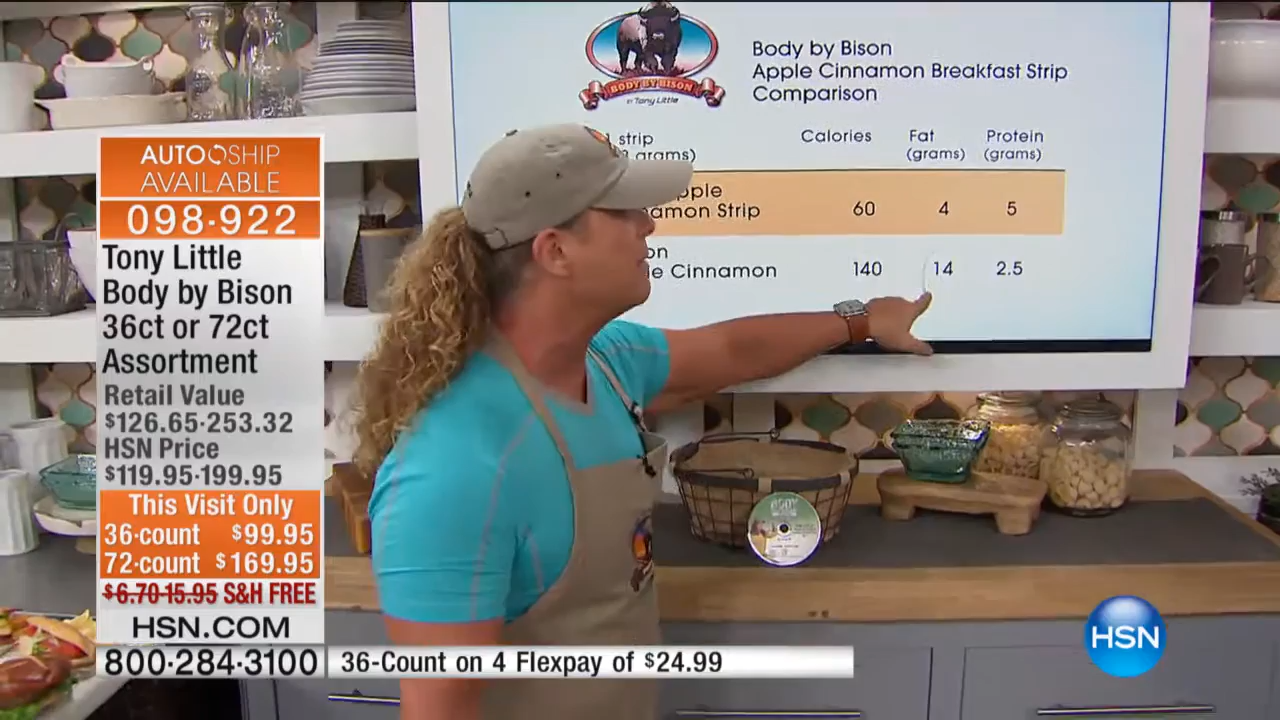 AUTOSHIP
AVAILABLE
098-922
Tony Little
Body by Bison
36ct or 72ct
Assortment
Retail Value
$126.65-253.32
HSN Price
$119.95-199.95
This Visit Only
36-count $99.95
72-count $169.95
$6.70-15.95 S&H FREE
HSN.COM
800-284-3100
36-Count on 4 Flexpay of $24.99
HSN
BODY BY BISON
BY Tony Little
Body by Bison
Apple Cinnamon Breakfast Strip
Comparison
strip Calories Fat Protein
grams) (grams) (grams)
Strip 60 4 5
Cinnamon 140 14 2.5
BODY